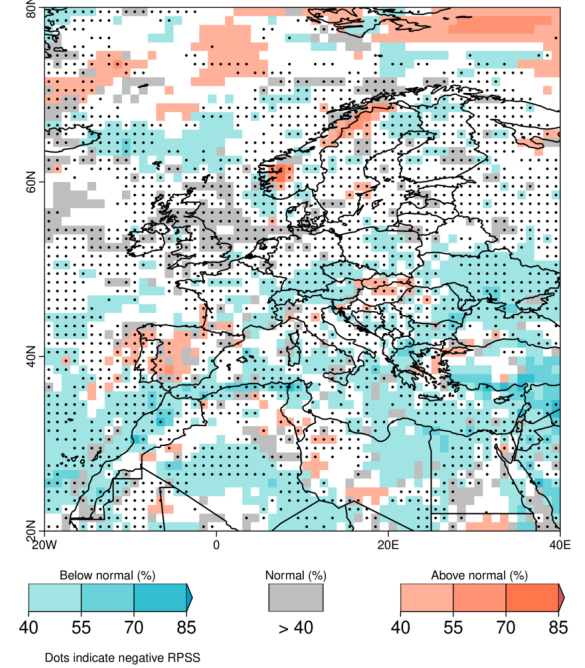 80N
60N
40N
20N
20W 0 20E 40E
Below normal (%) Normal (%) Above normal (%)
40 55 70 85 > 40 40 55 70 85
Dots indicate negative RPSS